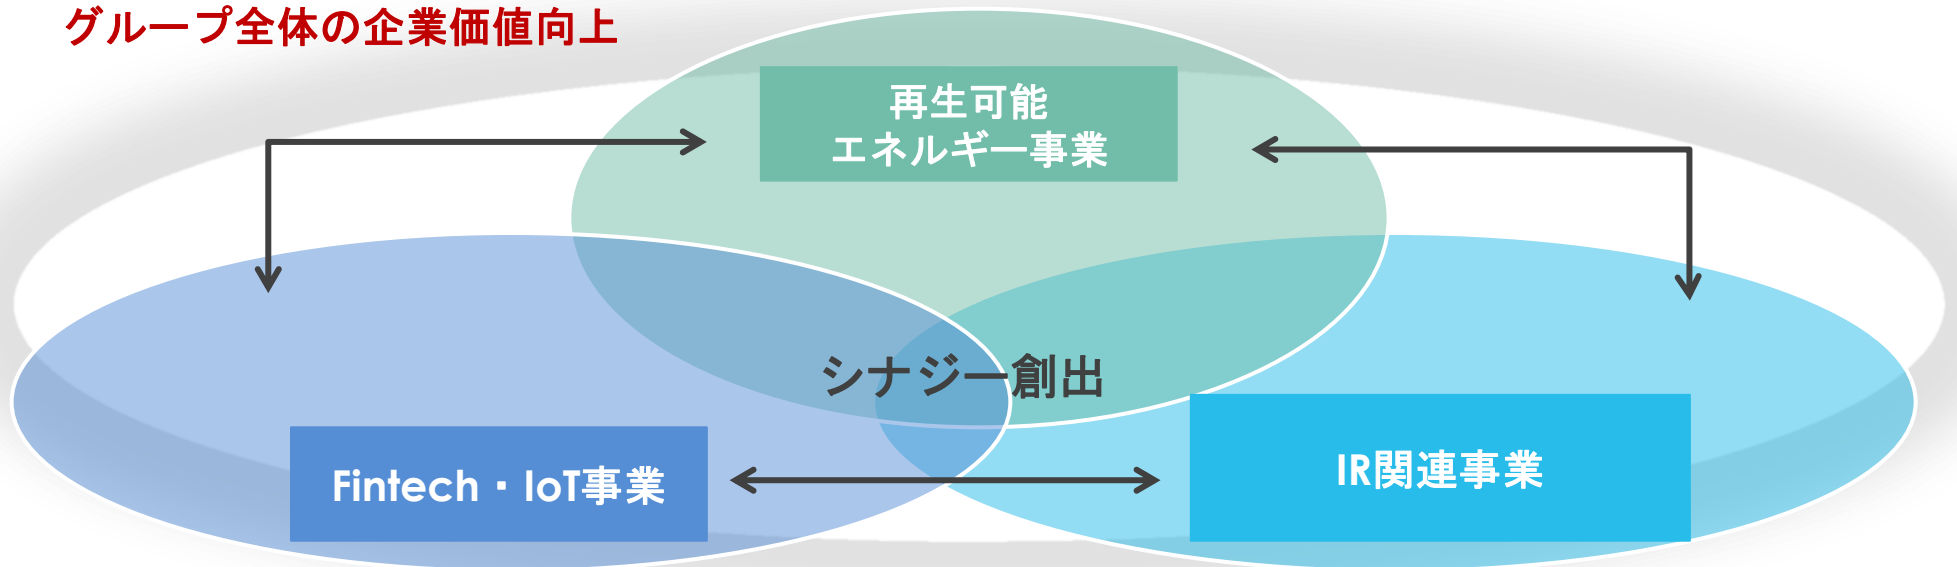 グループ全体の企業価値向上
再生可能
エネルギー事業
シナジー創出
Fintech・IoT事業
IR関連事業